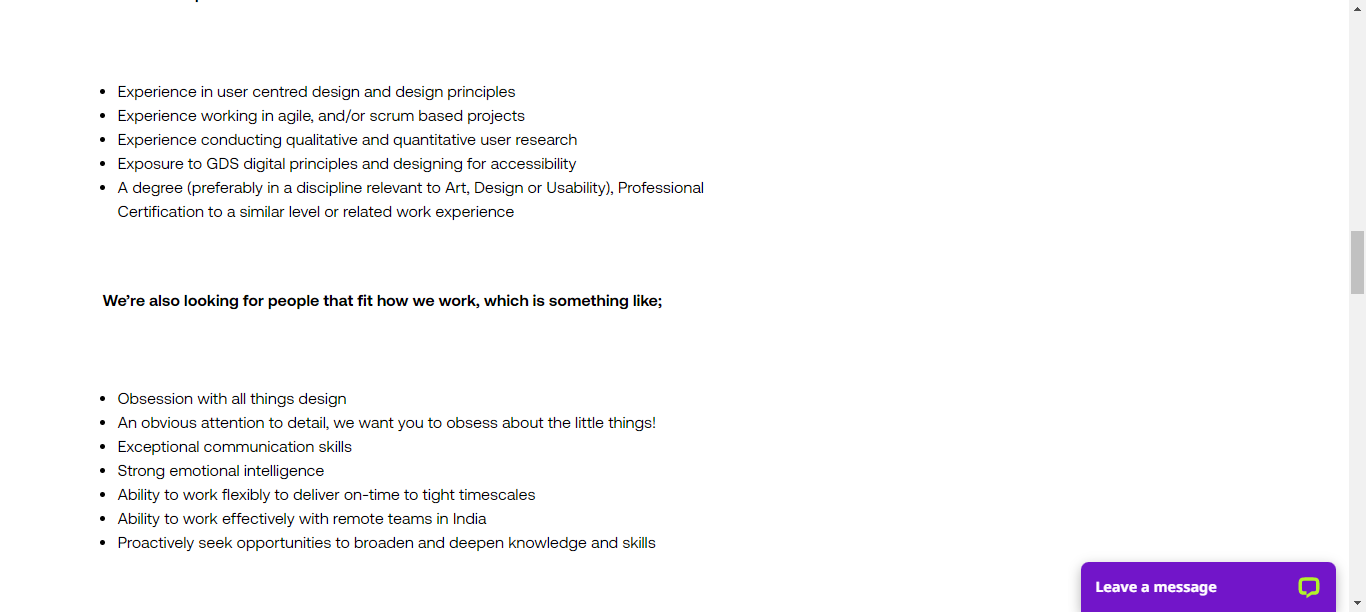 Experience in user centred design and design principles
Experience working in agile, and/or scrum based projects
Experience conducting qualitative and quantitative user research
Exposure to GDS digital principles and designing for accessibility
A degree (preferably in a discipline relevant to Art, Design or Usability), Professional
Certification to a similar level or related work experience
We’re also looking for people that fit how we work, which is something like;
Obsession with all things design
An obvious attention to detail, we want you to obsess about the little things!
Exceptional communication skills
Strong emotional intelligence
Ability to work flexibly to deliver on-time to tight timescales
Ability to work effectively with remote teams in India
Proactively seek opportunities to broaden and deepen knowledge and skills
Leave a message